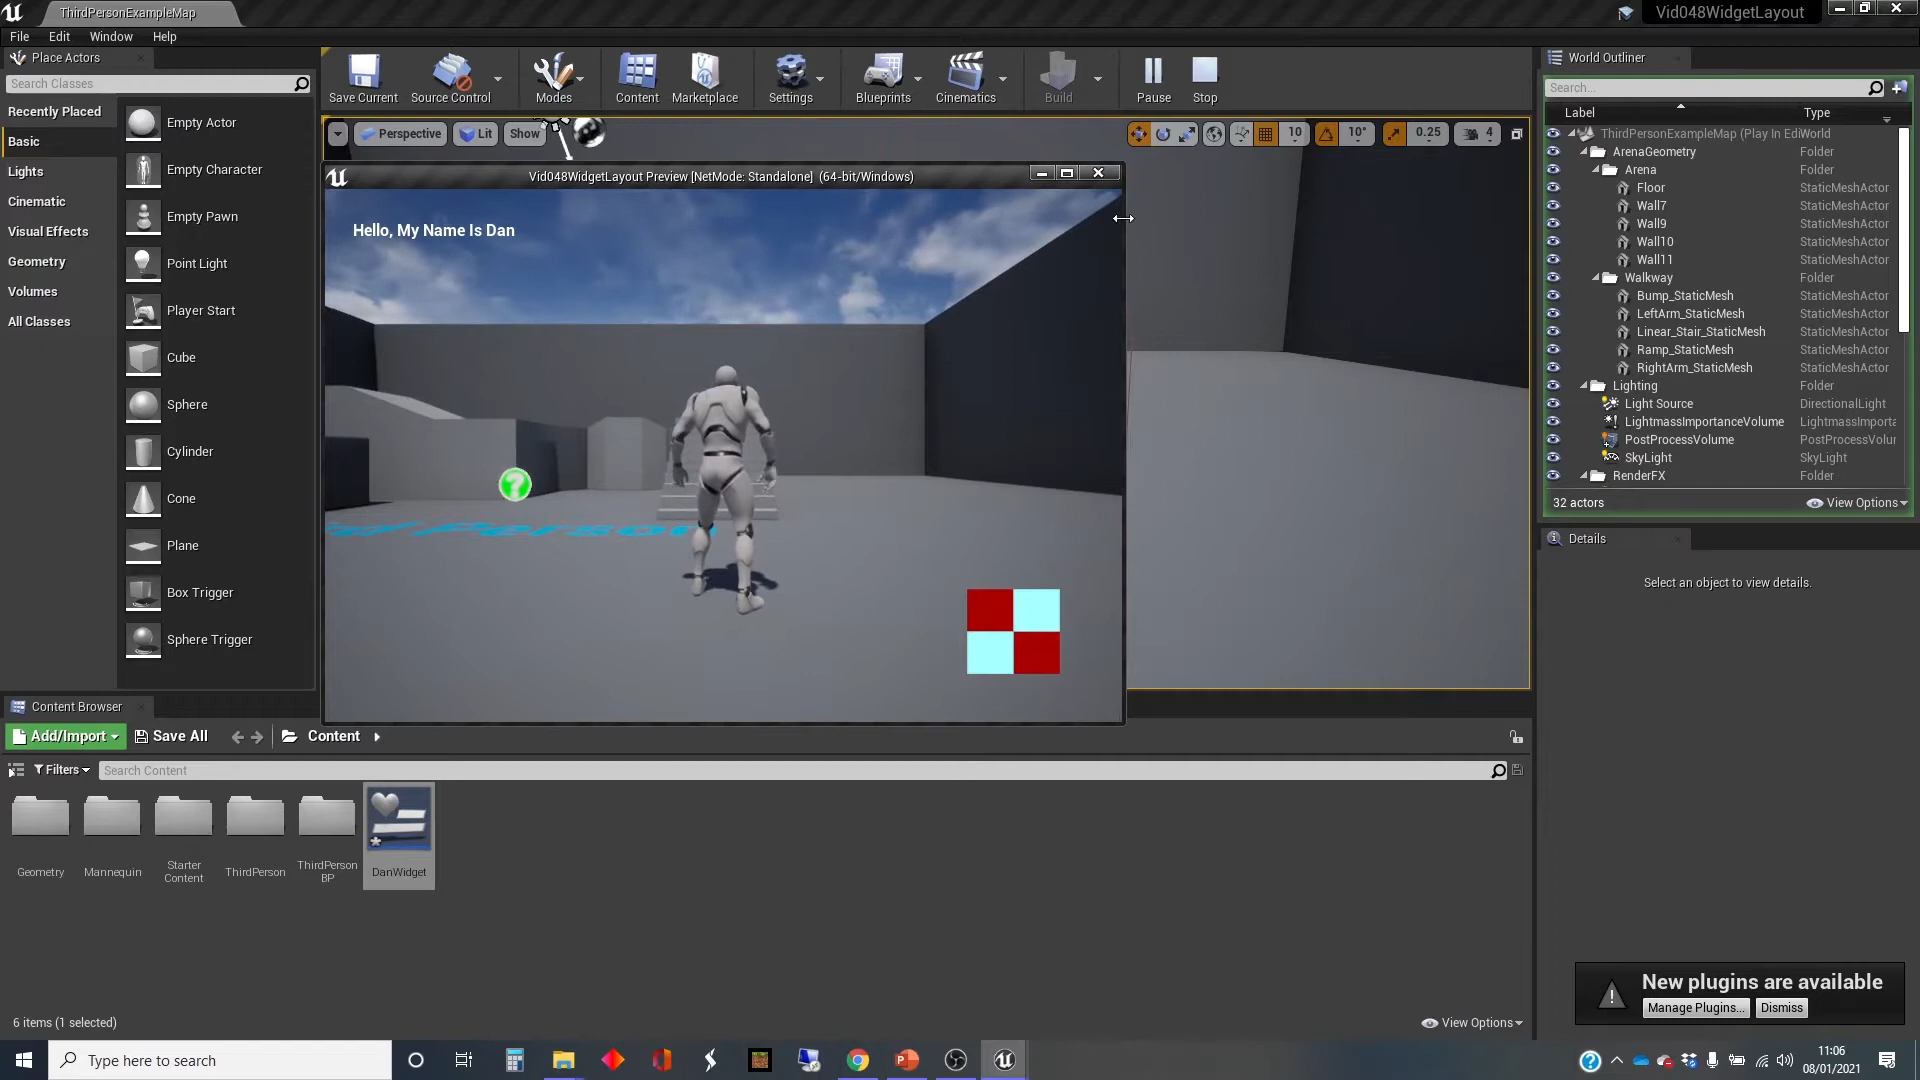 ThirdPersonExampleMap
Vid048WidgetLayout
File Edit Window Help
Place Actors
Search Classes
Recently Placed
Basic
Lights
Cinematic
Visual Effects
Geometry
Volumes
All Classes
Empty Actor
Empty Character
Empty Pawn
Point Light
Player Start
Cube
Sphere
Cylinder
Cone
Plane
Box Trigger
Sphere Trigger
Save Current Source Control Modes Content Marketplace Settings Blueprints Cinematics Build Pause Stop
Perspective Lit Show 10 10° 0.25 4
Vid048WidgetLayout Preview [NetMode: Standalone] (64-bit/Windows)
Hello, My Name Is Dan
World Outliner
Search...
Label Type
ThirdPersonExampleMap (Play In Edi World
ArenaGeometry Folder
Arena Folder
Floor StaticMeshActor
Wall7 StaticMeshActor
Wall9 StaticMeshActor
Wall10 StaticMeshActor
Wall11 StaticMeshActor
Walkway Folder
Bump_StaticMesh StaticMeshActor
LeftArm_StaticMesh StaticMeshActor
Linear_Stair_StaticMesh StaticMeshActor
Ramp_StaticMesh StaticMeshActor
RightArm_StaticMesh StaticMeshActor
Lighting Folder
Light Source DirectionalLight
LightmassImportanceVolume LightmassImporta
PostProcessVolume PostProcessVolur
SkyLight SkyLight
RenderFX Folder
32 actors View Options
Details
Select an object to view details.
Content Browser
Add/Import Save All Content
Filters Search Content
Geometry
Mannequin
Starter
Content
ThirdPerson
ThirdPerson
BP
DanWidget
6 items (1 selected) View Options
New plugins are available
Manage Plugins... Dismiss
Type here to search
11:06
08/01/2021